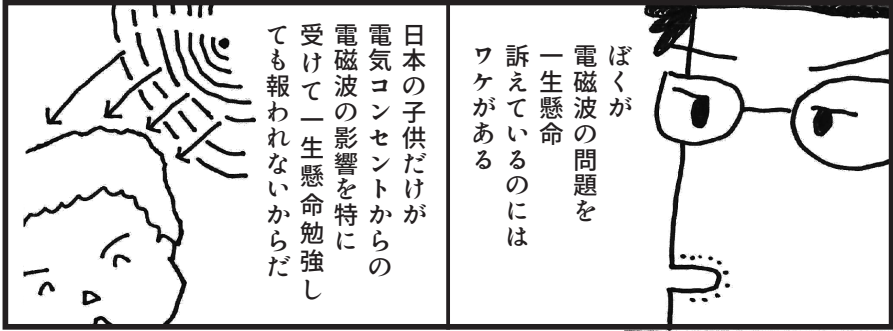 ぼくが
電磁波の問題を
一生懸命
訴えているのには
ワケがある
日本の子供だけが
電気コンセントからの
電磁波の影響を特に
受けて一生懸命勉強し
ても報われないからだ